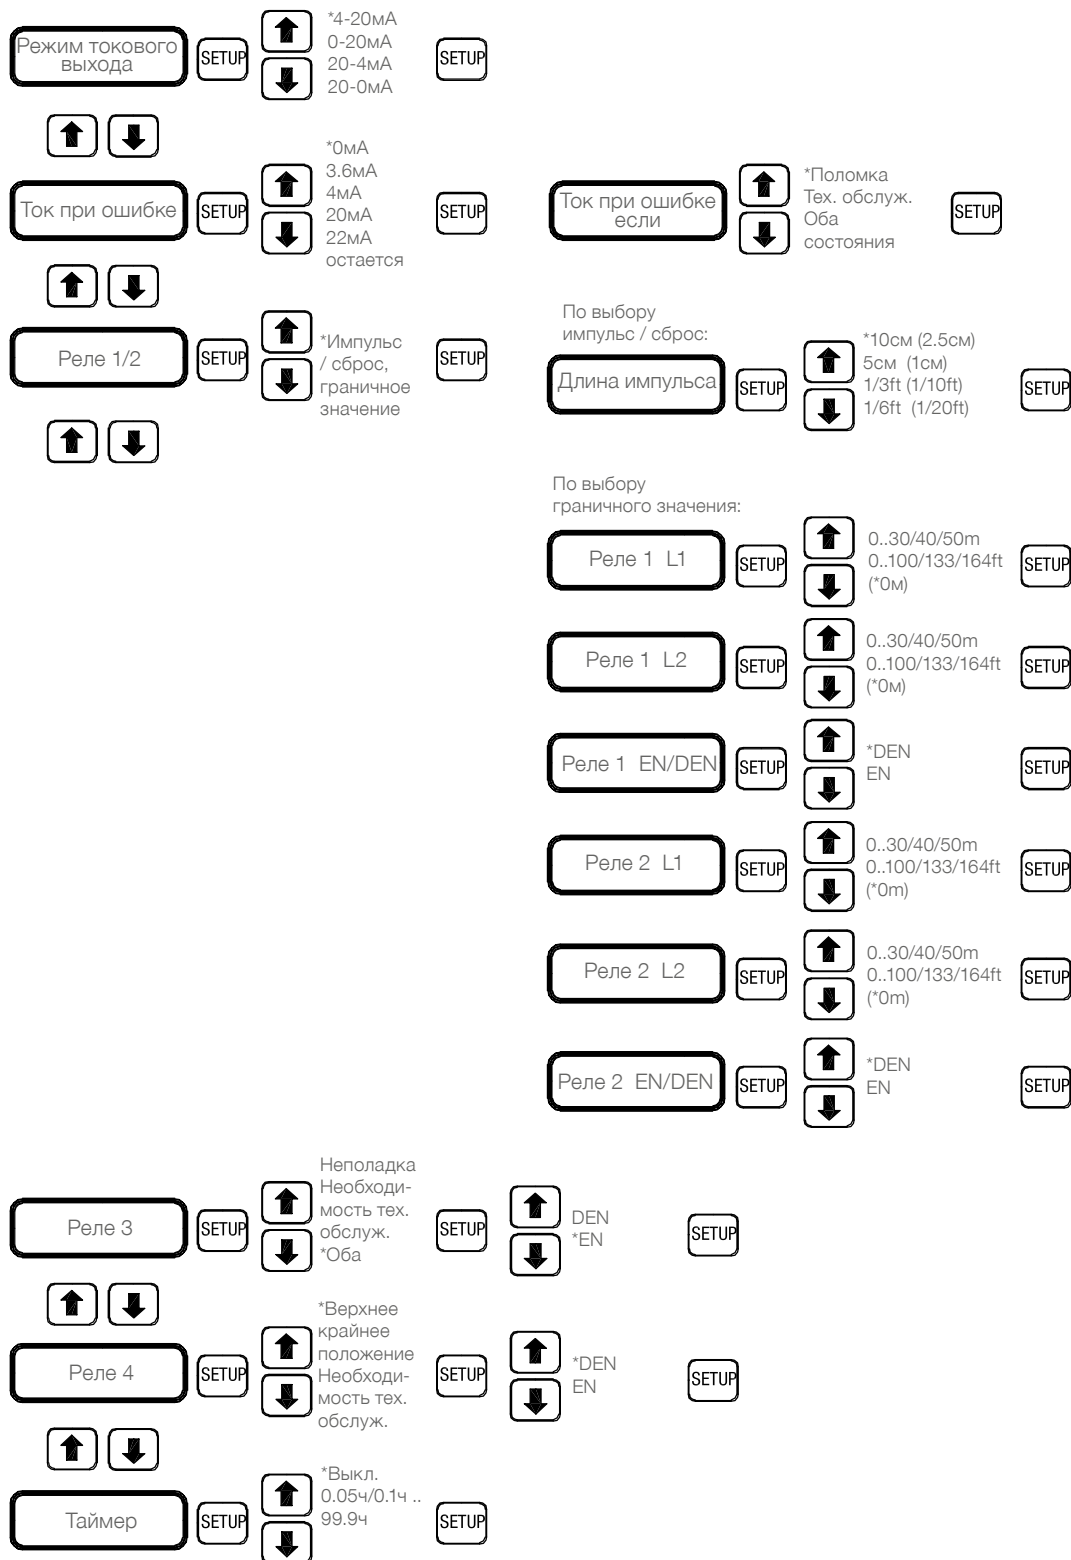 Режим токового
выхода
SETUP
*4-20мА
0-20мА
20-4мА
20-0мА
SETUP
Ток при ошибке
SETUP
*0мА
3.6мА
4мА
20мА
22мА
остается
SETUP
Ток при ошибке
если
*Поломка
Тех. обслуж.
Оба
состояния
SETUP
Реле 1/2
SETUP
*Импульс
/ сброс,
граничное
значение
SETUP
По выбору
импульс / сброс:
Длина импульса
SETUP
*10см (2.5см)
5см (1см)
1/3ft (1/10ft)
1/6ft (1/20ft)
SETUP
По выбору
граничного значения:
Реле 1 L1
SETUP
0..30/40/50m
0..100/133/164ft
(*0м)
SETUP
Реле 1 L2
SETUP
0..30/40/50m
0..100/133/164ft
(*0м)
SETUP
Реле 1 EN/DEN
SETUP
*DEN
EN
SETUP
Реле 2 L1
SETUP
0..30/40/50m
0..100/133/164ft
(*0m)
SETUP
Реле 2 L2
SETUP
0..30/40/50m
0..100/133/164ft
(*0m)
SETUP
Реле 2 EN/DEN
SETUP
*DEN
EN
SETUP
Реле 3
SETUP
Неполадка
Необходи-
мость тех.
обслуж.
*Оба
SETUP
DEN
*EN
SETUP
Реле 4
SETUP
*Верхнее
крайнее
положение
Необходи-
мость тех.
обслуж.
SETUP
*DEN
EN
SETUP
Таймер
SETUP
*Выкл.
0.05ч/0.1ч ..
99.9ч
SETUP